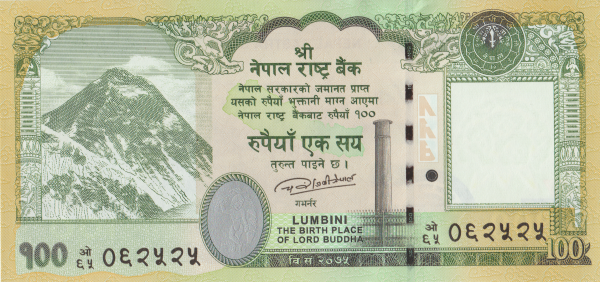 श्री
नेपाल राष्ट्र बैंक
नेपाल सरकारको जमानत प्राप्त
यसको रुपैयाँ भुक्तानी माग्न आएमा
नेपाल राष्ट्र बैंकबाट रुपैयाँ १००
रुपैयाँ एक सय
तुरुन्त पाइने छ।
गभर्नर
LUMBINI
THE BIRTH PLACE
OF LORD BUDDHA
वि सं २०७५
१०० ओ ६५ ०६२५२५
ओ ६५ ०६२५२५
100